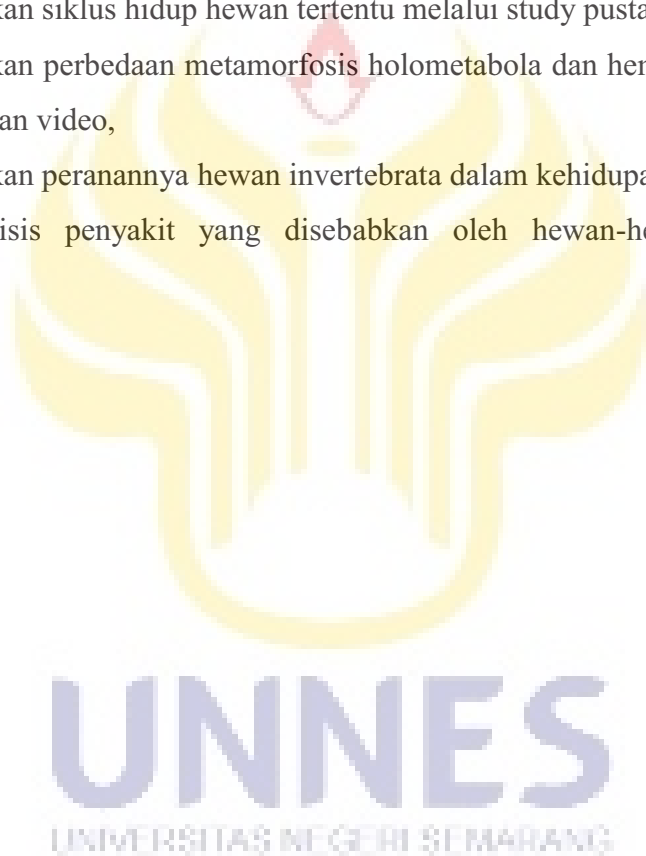 kan siklus hidup hewan tertentu melalui study pusta
kan perbedaan metamorfosis holometabola dan her
an video,
kan peranannya hewan invertebrata dalam kehidupa
isis penyakit yang disebabkan oleh hewan-he
UNNES
UNIVERSITAS NEGERI SEMARANG